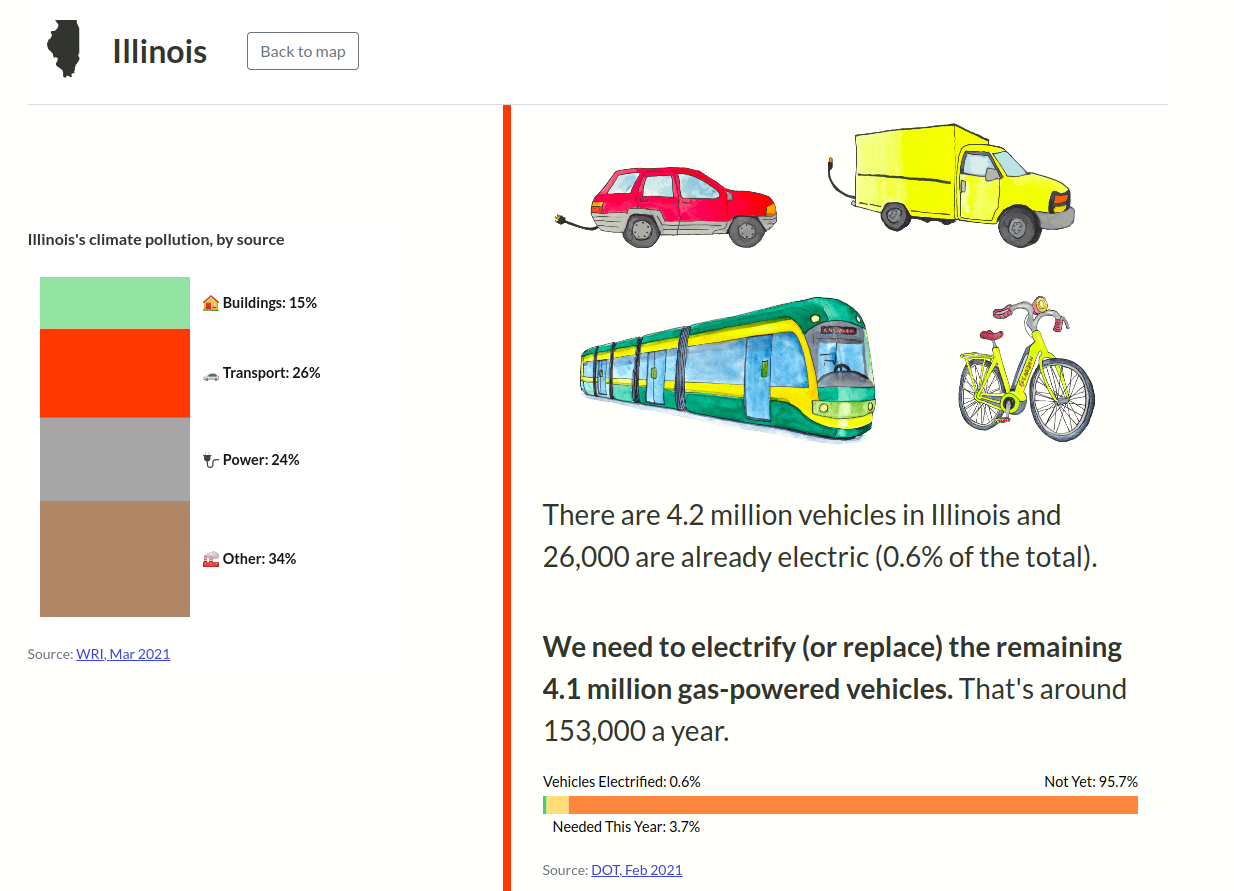 Illinois
Back to map
Illinois's climate pollution, by source
Buildings: 15%
Transport: 26%
Power: 24%
Other: 34%
Source: WRI, Mar 2021
There are 4.2 million vehicles in Illinois and
26,000 are already electric (0.6% of the total).
We need to electrify (or replace) the remaining
4.1 million gas-powered vehicles. That's around
153,000 a year.
Vehicles Electrified: 0.6%
Not Yet: 95.7%
Needed This Year: 3.7%
Source: DOT, Feb 2021